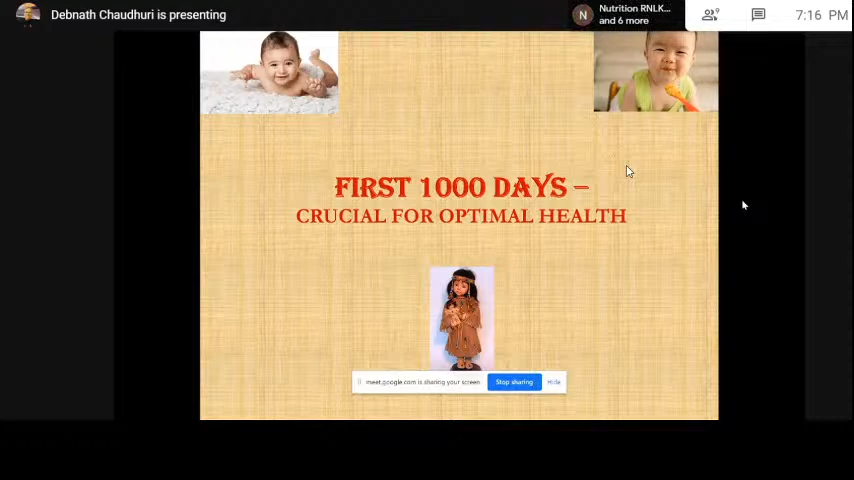 Debnath Chaudhuri is presenting
N
Nutrition RNLK...
and 6 more
9
7:16 PM
FIRST 1000 DAYS –
CRUCIAL FOR OPTIMAL HEALTH
meet.google.com is sharing your screen
Stop sharing
Hide